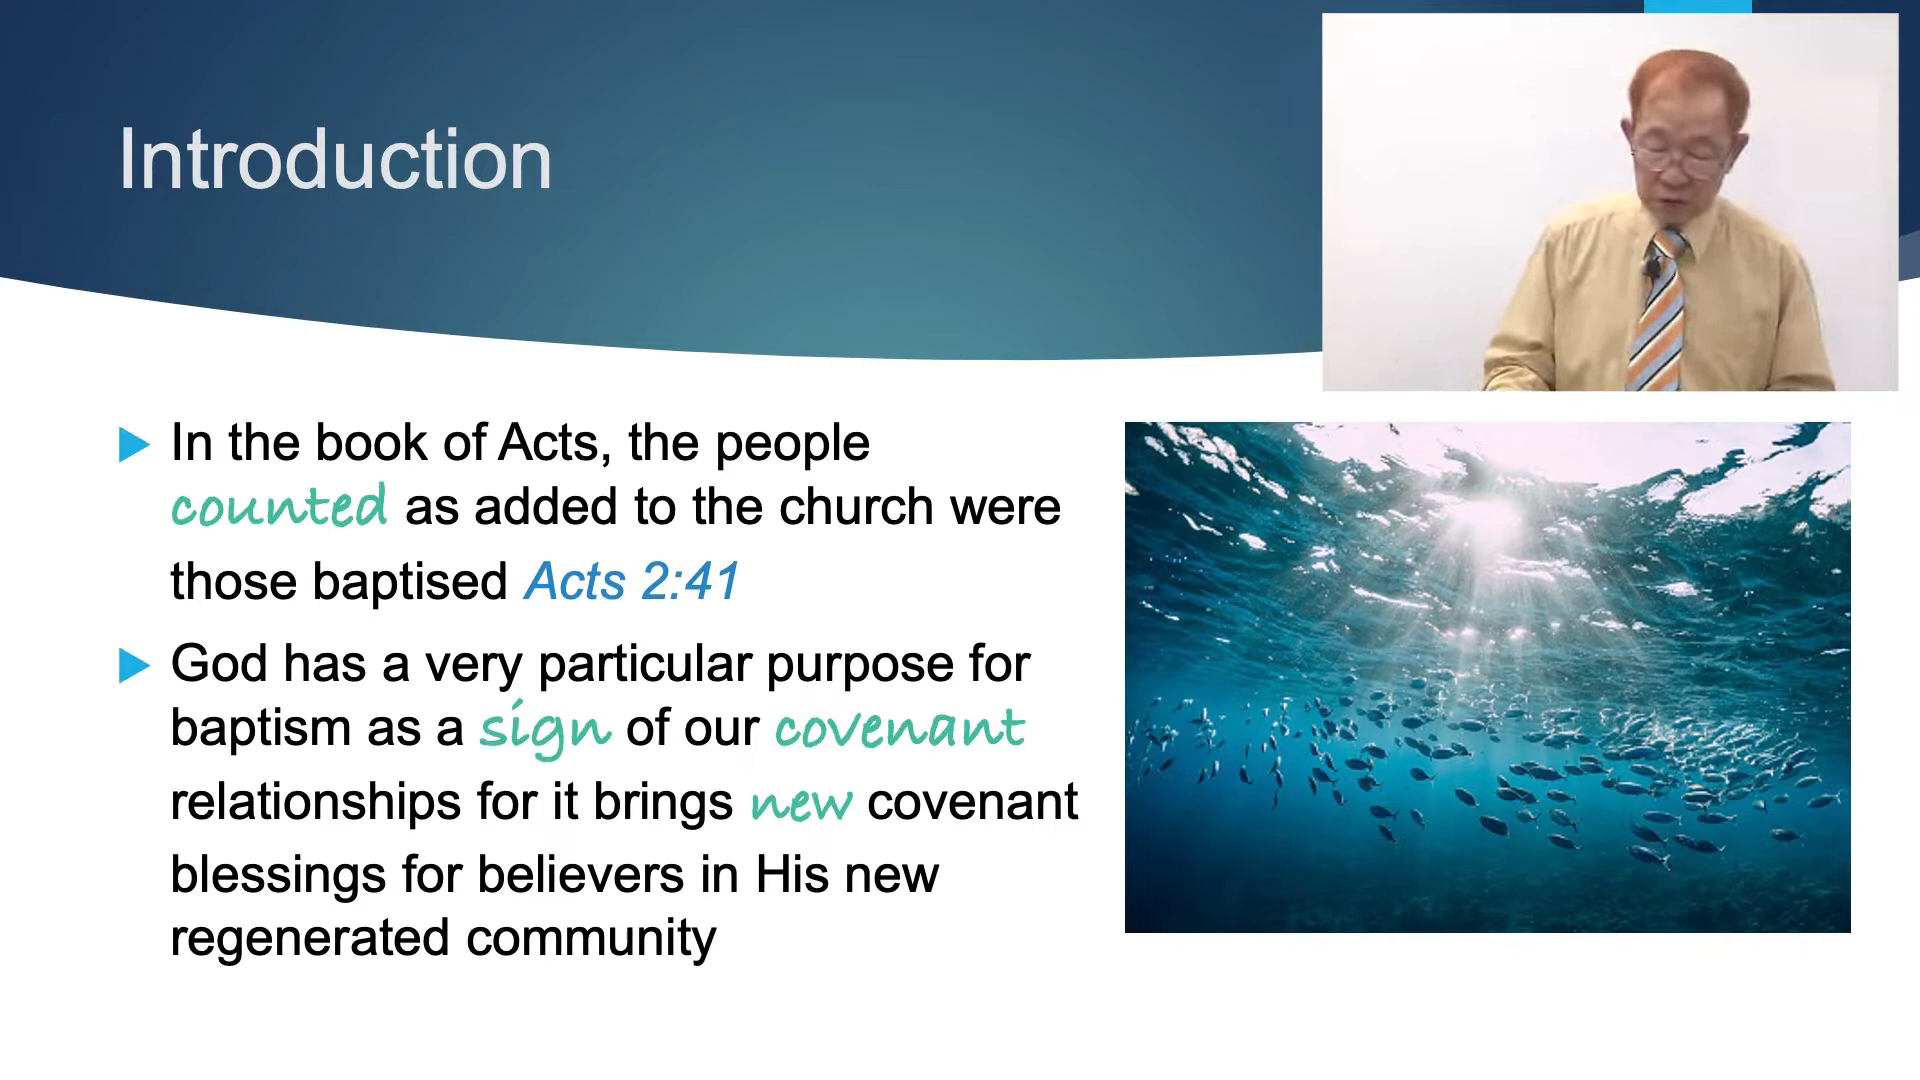 Introduction
In the book of Acts, the people
counted as added to the church were
those baptised Acts 2:41
God has a very particular purpose for
baptism as a sign of our covenant
relationships for it brings new covenant
blessings for believers in His new
regenerated community